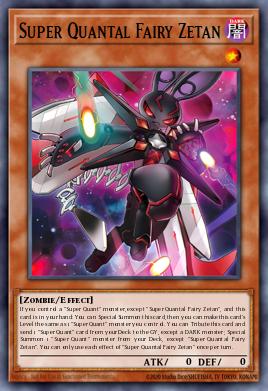 Super Quantal Fairy Zetan
DARK
闇
[Zombie/Effect]
If you control a "Super Quant" monster, except "Super Quantal Fairy Zetan", and this
card is in your hand: You can Special Summon this card, then you can make this card's
Level the same as 1 "Super Quant" monster you control. You can Tribute this card and
send 1 "Super Quant" card from your Deck to the GY, except a DARK monster; Special
Summon 1 "Super Quant" monster from your Deck, except "Super Quantal Fairy
Zetan". You can only use each effect of "Super Quantal Fairy Zetan" once per turn.
ATK/ 0 DEF/ 0